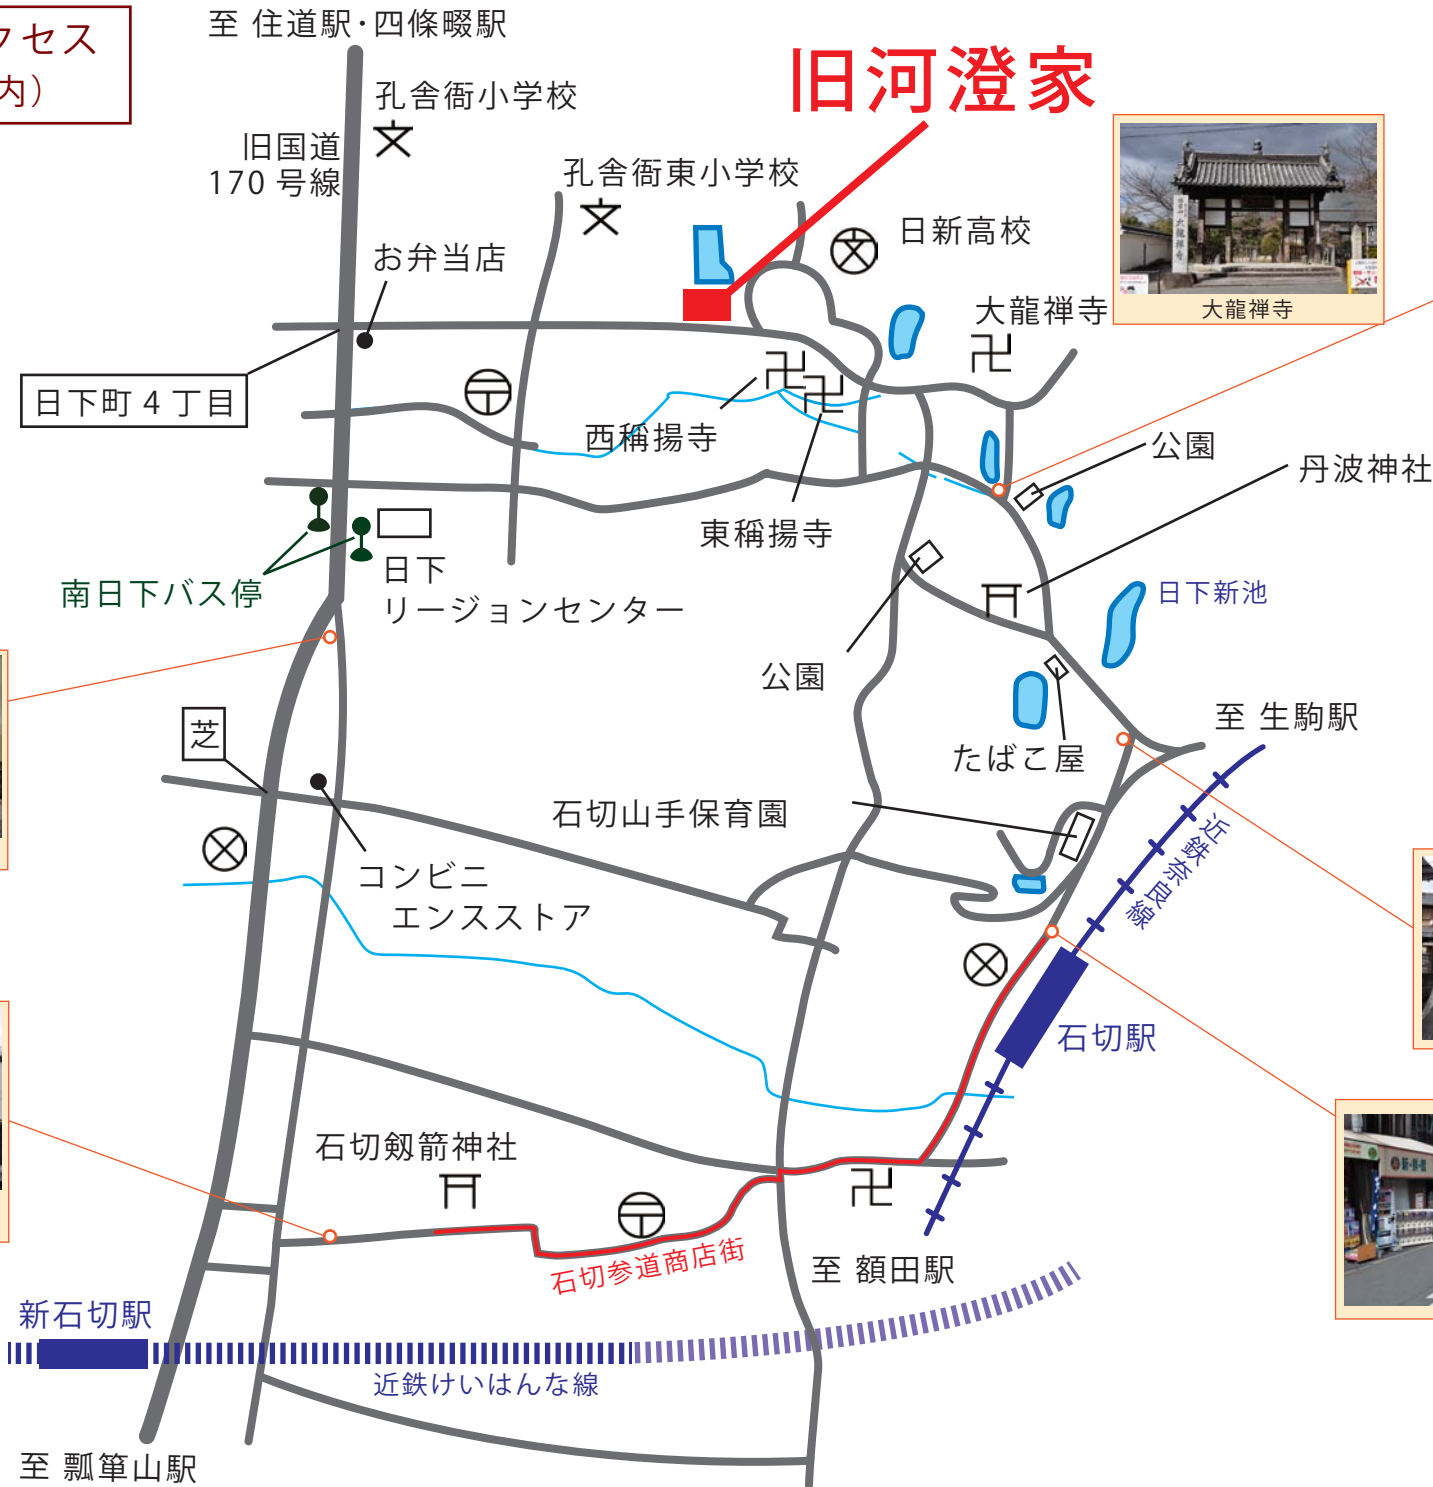 クセス
内）
至 住道駅・四條畷駅
孔舎衙小学校
旧河澄家
旧国道
170 号線
孔舎衙東小学校
日新高校
お弁当店
大龍禅寺
大龍禅寺
日下町 4 丁目
西稱揚寺
公園
丹波神社
東稱揚寺
日下
リージョンセンター
南日下バス停
日下新池
公園
芝
至 生駒駅
たばこ屋
石切山手保育園
近鉄奈良線
コンビニ
エンスストア
石切駅
石切剱箭神社
石切参道商店街
至 額田駅
新石切駅
近鉄けいはんな線
至 瓢箪山駅